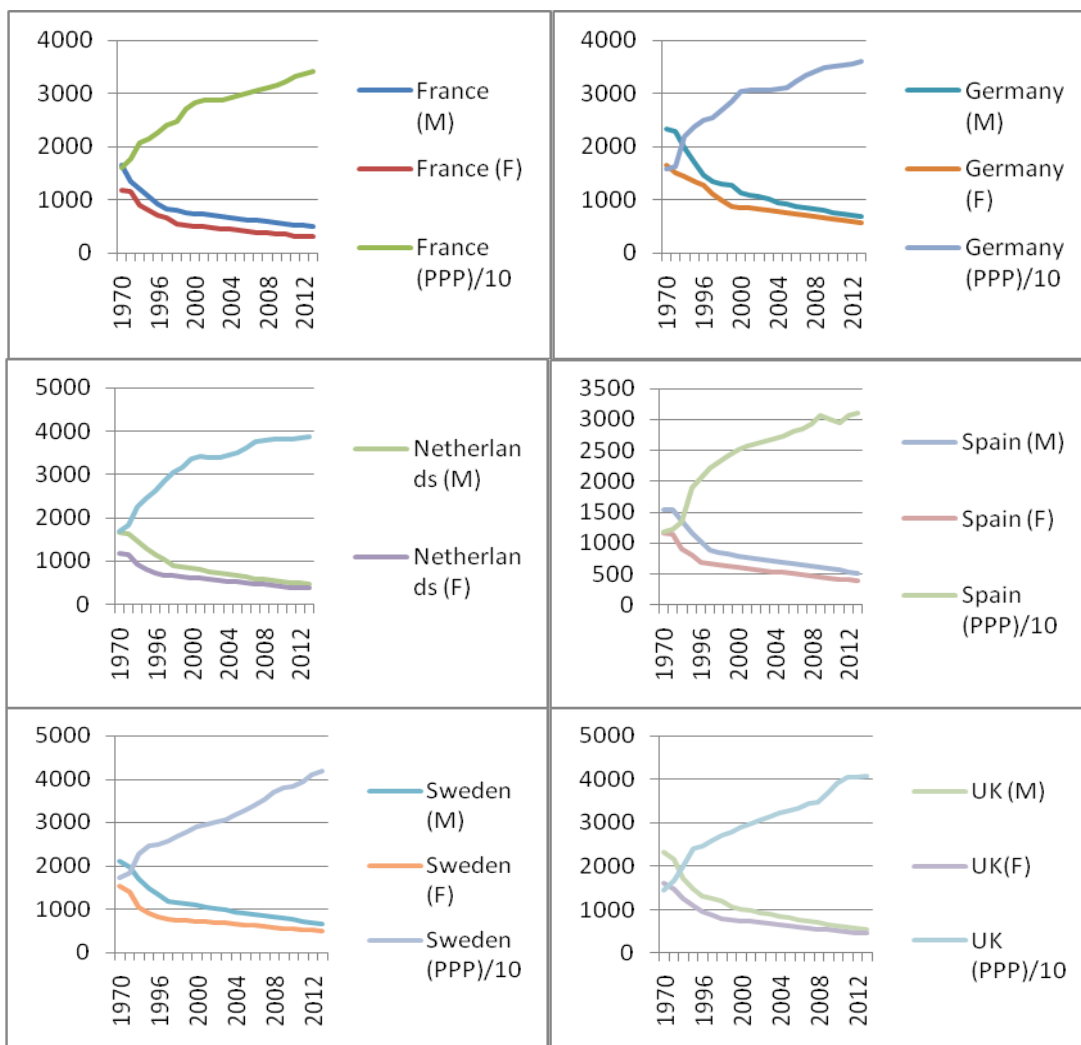 4000
3000
2000
1000
0
1970
1996
2000
2004
2008
2012
France
(M)
France (F)
France
(PPP)/10
4000
3000
2000
1000
0
1970
1996
2000
2004
2008
2012
Germany
(M)
Germany
(F)
Germany
(PPP)/10
5000
4000
3000
2000
1000
0
1970
1996
2000
2004
2008
2012
Netherlan
ds (M)
Netherlan
ds (F)
3500
3000
2500
2000
1500
1000
500
0
1970
1996
2000
2004
2008
2012
Spain (M)
Spain (F)
Spain
(PPP)/10
5000
4000
3000
2000
1000
0
1970
1996
2000
2004
2008
2012
Sweden
(M)
Sweden
(F)
Sweden
(PPP)/10
5000
4000
3000
2000
1000
0
1970
1996
2000
2004
2008
2012
UK (M)
UK(F)
UK
(PPP)/10